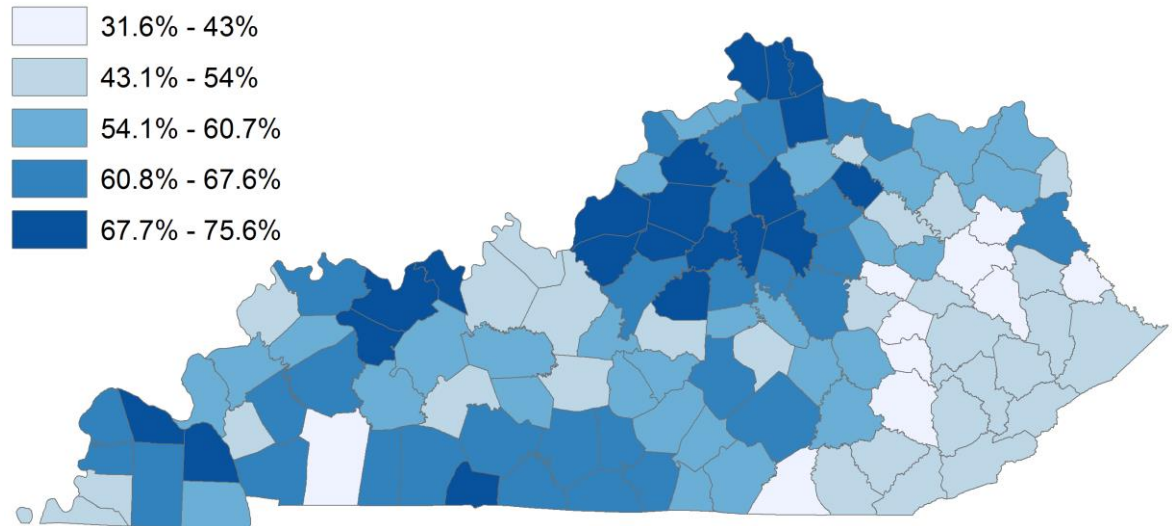 31.6% - 43%
43.1% - 54%
54.1% - 60.7%
60.8% - 67.6%
67.7% - 75.6%